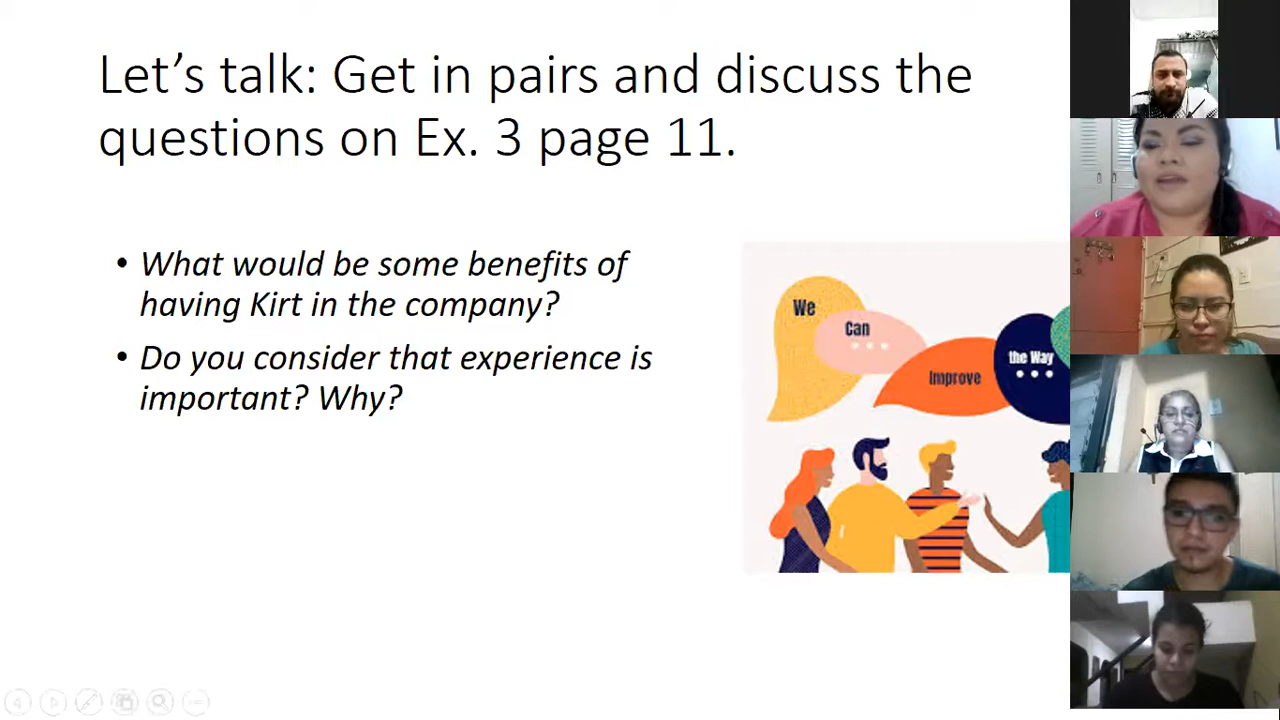 Let’s talk: Get in pairs and discuss the
questions on Ex. 3 page 11.
• What would be some benefits of
having Kirt in the company?
• Do you consider that experience is
important? Why?
We
Can
Improve
the Way